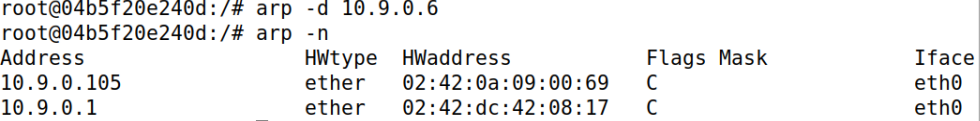 root@04b5f20e240d:/# arp -d 10.9.0.6
root@04b5f20e240d:/# arp -n
Address HWtype HWaddress Flags Mask Iface
10.9.0.105 ether 02:42:0a:09:00:69 C eth0
10.9.0.1 ether 02:42:dc:42:08:17 C eth0